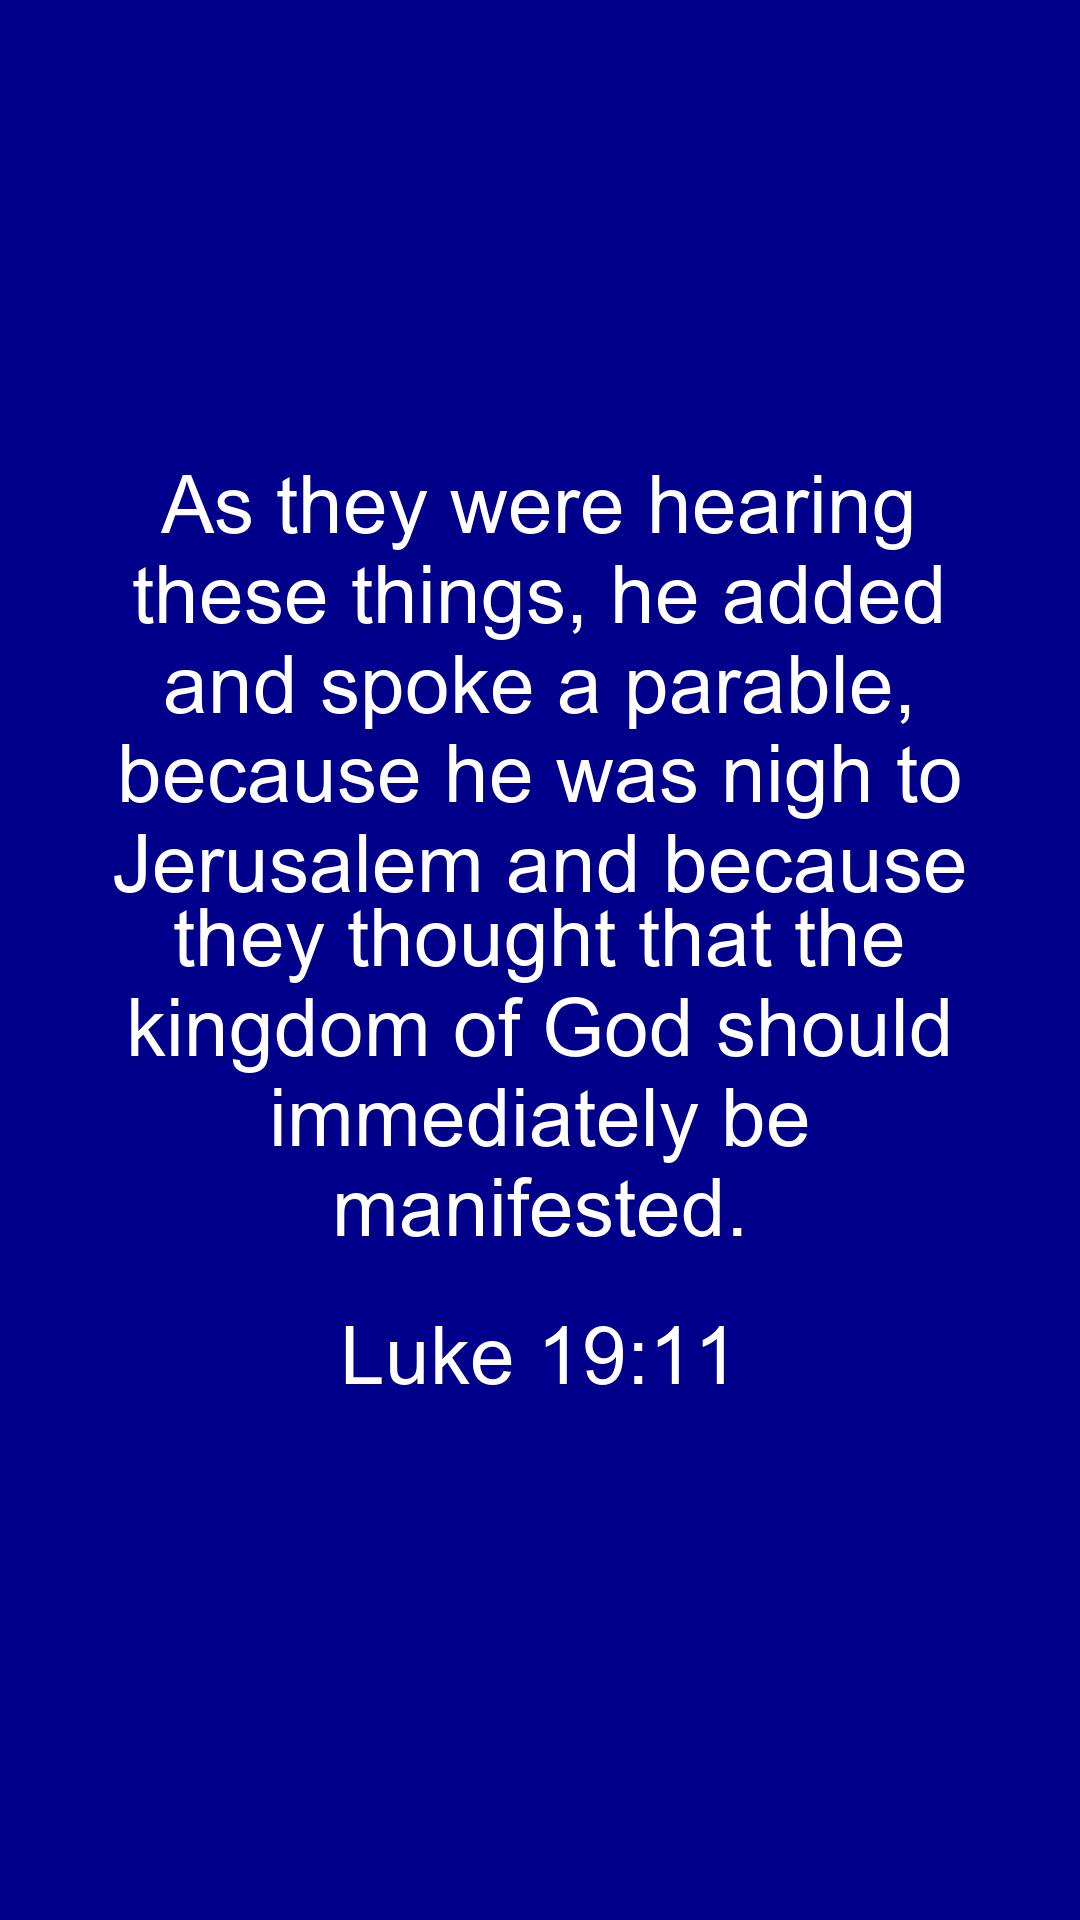 As they were hearing
these things, he added
and spoke a parable,
because he was nigh to
Jerusalem and because
they thought that the
kingdom of God should
immediately be
manifested.
Luke 19:11